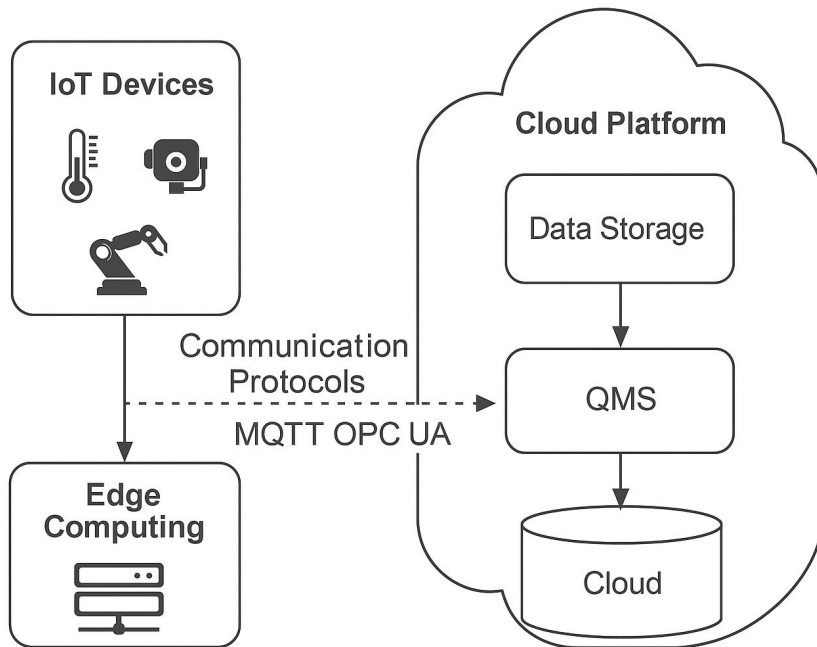 IoT Devices
Cloud Platform
Data Storage
Communication
Protocols
MQTT OPC UA
QMS
Edge
Computing
Cloud